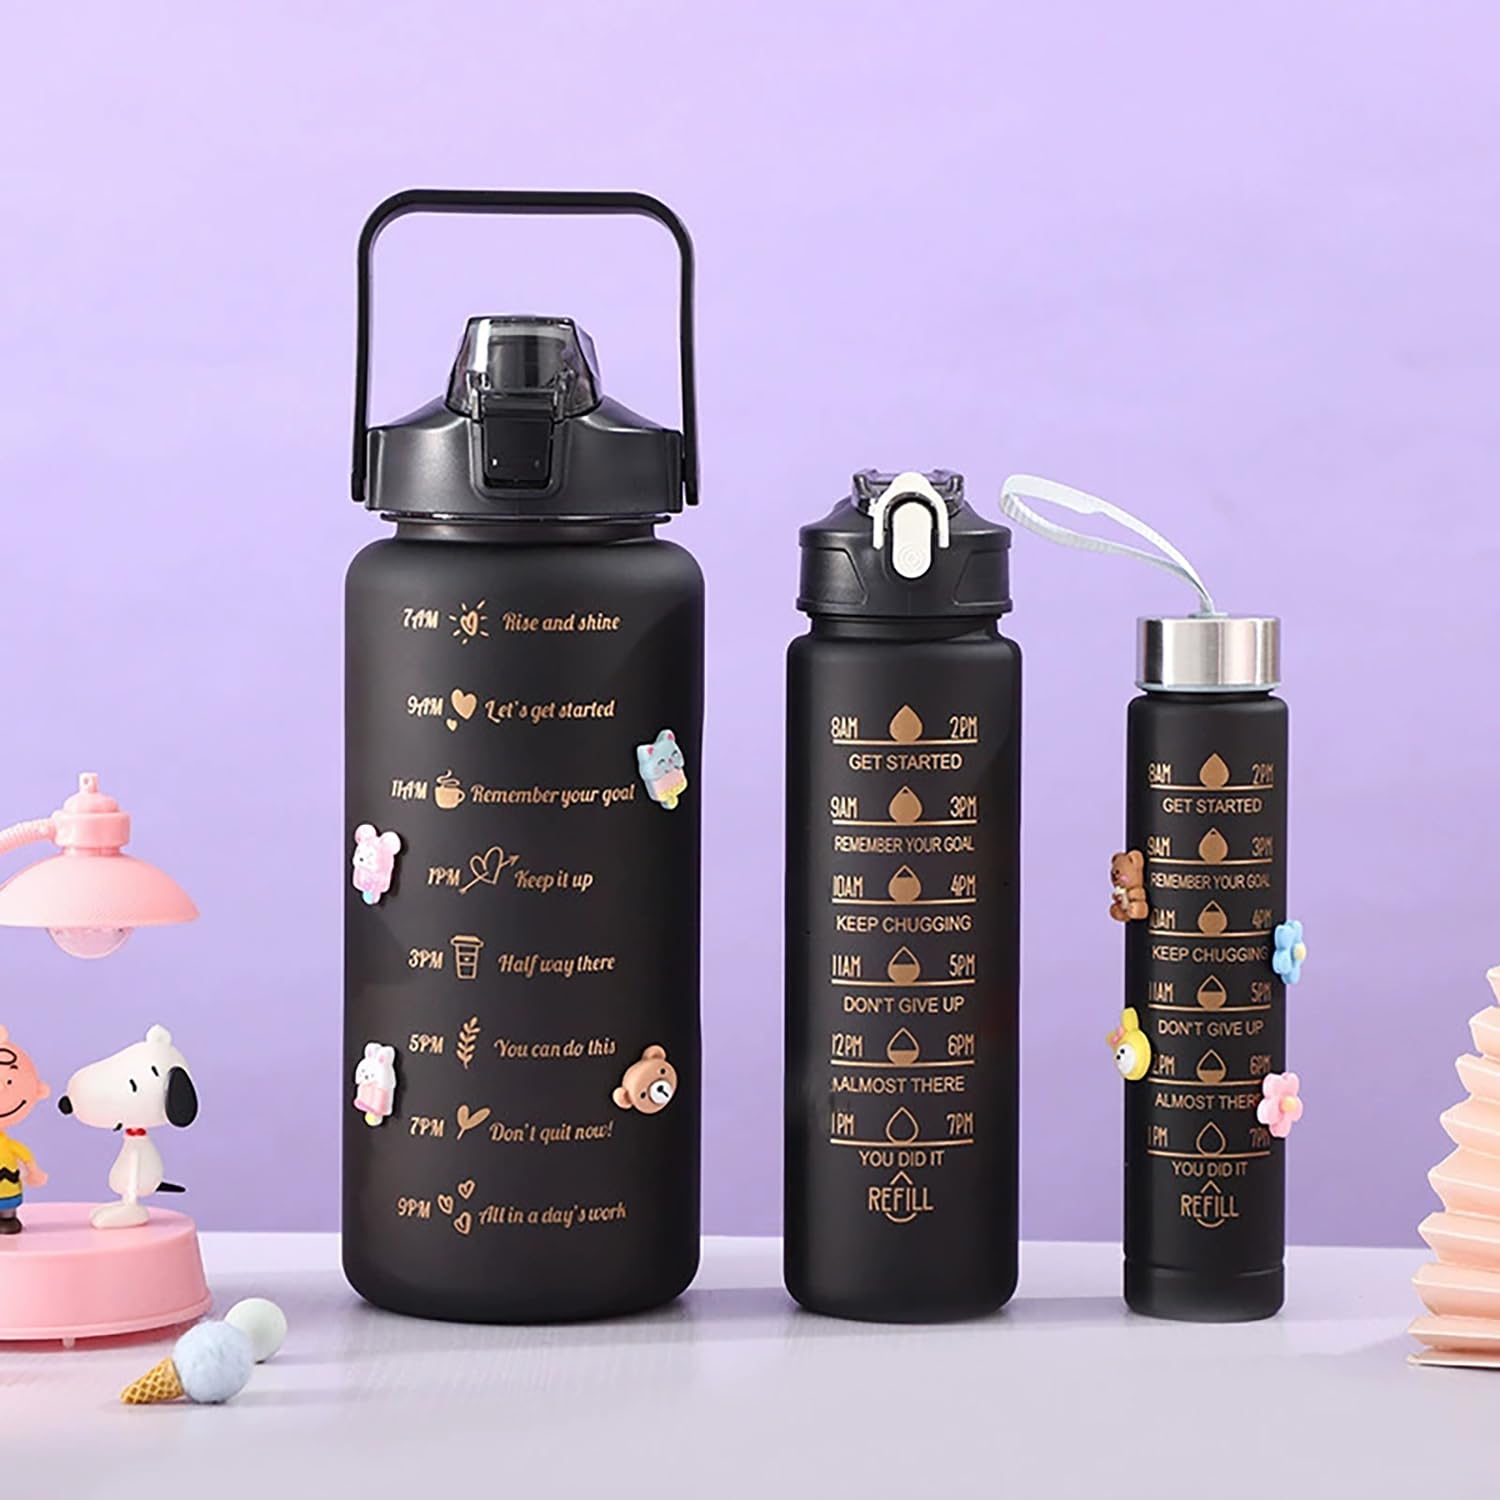 7AM Rise and shine
9AM Let's get started
11AM Remember your goal
1PM Keep it up
3PM Half way there
5PM You can do this
7PM Don't quit now!
9PM All in a day's work
8AM 2PM
GET STARTED
9AM 3PM
REMEMBER YOUR GOAL
10AM 4PM
KEEP CHUGGING
11AM 5PM
DON'T GIVE UP
12PM 6PM
ALMOST THERE
1PM 7PM
YOU DID IT
REFILL
8AM 2PM
GET STARTED
9AM 3PM
REMEMBER YOUR GOAL
0AM 4PM
KEEP CHUGGING
11AM 5PM
DON'T GIVE UP
2PM 6PM
ALMOST THER
1PM 7PM
YOU DID IT
REFILL